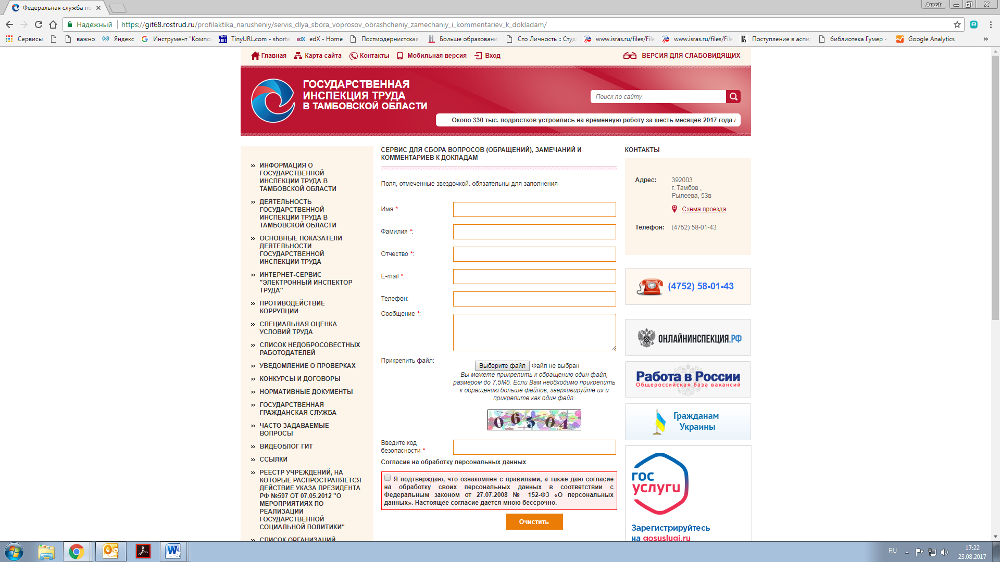 Федеральная служба по
Anush
Надежный
https://git68.rostrud.ru/profilaktika_narusheniy/servis_dlya_sbora_voprosov_obrashcheniy_zamechaniy_i_kommentariev_k_dokladam/
Сервисы
важно
Яндекс
Инструмент "Компо
TinyURL.com - shorte
edX - Home
Постмодернистская
Больше образовани
Сто Личность :: Студ
www.isras.ru/files/File
www.isras.ru/files/File
Поступление в аспи
библиотека Гумер -
Google Analytics
»
Главная
Карта сайта
Контакты
Мобильная версия
Вход
ВЕРСИЯ ДЛЯ СЛАБОВИДЯЩИХ
ГОСУДАРСТВЕННАЯ
ИНСПЕКЦИЯ ТРУДА
В ТАМБОВСКОЙ ОБЛАСТИ
Поиск по сайту
Около 330 тыс. подростков устроились на временную работу за шесть месяцев 2017 года /
» ИНФОРМАЦИЯ О
ГОСУДАРСТВЕННОЙ
ИНСПЕКЦИИ ТРУДА В
ТАМБОВСКОЙ ОБЛАСТИ
» ДЕЯТЕЛЬНОСТЬ
ГОСУДАРСТВЕННОЙ
ИНСПЕКЦИИ ТРУДА В
ТАМБОВСКОЙ ОБЛАСТИ
» ОСНОВНЫЕ ПОКАЗАТЕЛИ
ДЕЯТЕЛЬНОСТИ
ГОСУДАРСТВЕННОЙ
ИНСПЕКЦИИ ТРУДА
» ИНТЕРНЕТ-СЕРВИС
"ЭЛЕКТРОННЫЙ ИНСПЕКТОР
ТРУДА"
» ПРОТИВОДЕЙСТВИЕ
КОРРУПЦИИ
» СПЕЦИАЛЬНАЯ ОЦЕНКА
УСЛОВИЙ ТРУДА
» СПИСОК НЕДОБРОСОВЕСТНЫХ
РАБОТОДАТЕЛЕЙ
» УВЕДОМЛЕНИЕ О ПРОВЕРКАХ
» КОНКУРСЫ И ДОГОВОРЫ
» НОРМАТИВНЫЕ ДОКУМЕНТЫ
» ГОСУДАРСТВЕННАЯ
ГРАЖДАНСКАЯ СЛУЖБА
» ЧАСТО ЗАДАВАЕМЫЕ
ВОПРОСЫ
» ВИДЕОБЛОГ ГИТ
» ССЫЛКИ
» РЕЕСТР УЧРЕЖДЕНИЙ, НА
КОТОРЫЕ РАСПРОСТРАНЯЕТСЯ
ДЕЙСТВИЕ УКАЗА ПРЕЗИДЕНТА
РФ №597 ОТ 07.05.2012 "О
МЕРОПРИЯТИЯХ ПО
РЕАЛИЗАЦИИ
ГОСУДАРСТВЕННОЙ
СОЦИАЛЬНОЙ ПОЛИТИКИ"
» СПИСОК ОРГАНИЗАЦИЙ
СЕРВИС ДЛЯ СБОРА ВОПРОСОВ (ОБРАЩЕНИЙ), ЗАМЕЧАНИЙ И
КОММЕНТАРИЕВ К ДОКЛАДАМ
Поля, отмеченные звездочкой. обязательны для заполнения
Имя *:
Фамилия *:
Отчество *:
E-mail *:
Телефон:
Сообщение *:
Прикрепить файл:
Выберите файл Файл не выбран
Вы можете прикрепить к обращению один файл,
размером до 7,5Мб. Если Вам необходимо прикрепить
к обращению больше файлов, заархивируйте их и
прикрепите как один файл.
06504
Введите код
безопасности *
Согласие на обработку персональных данных
Я подтверждаю, что ознакомлен с правилами, а также даю согласие
на обработку своих персональных данных в соответствии с
Федеральным законом от 27.07.2008 № 152-ФЗ «О персональных
данных». Настоящее согласие дается мною бессрочно.
Очистить
КОНТАКТЫ
Адрес: 392003
г. Тамбов ,
Рылеева, 53в
Схема проезда
Телефон: (4752) 58-01-43
(4752) 58-01-43
ОНЛАЙНИНСПЕКЦИЯ.РФ
Работа в России
Общероссийская база вакансий
Гражданам
Украины
гос
услуги
Зарегистрируйтесь
на gosuslugi.ru
RU
17:22
23.08.2017